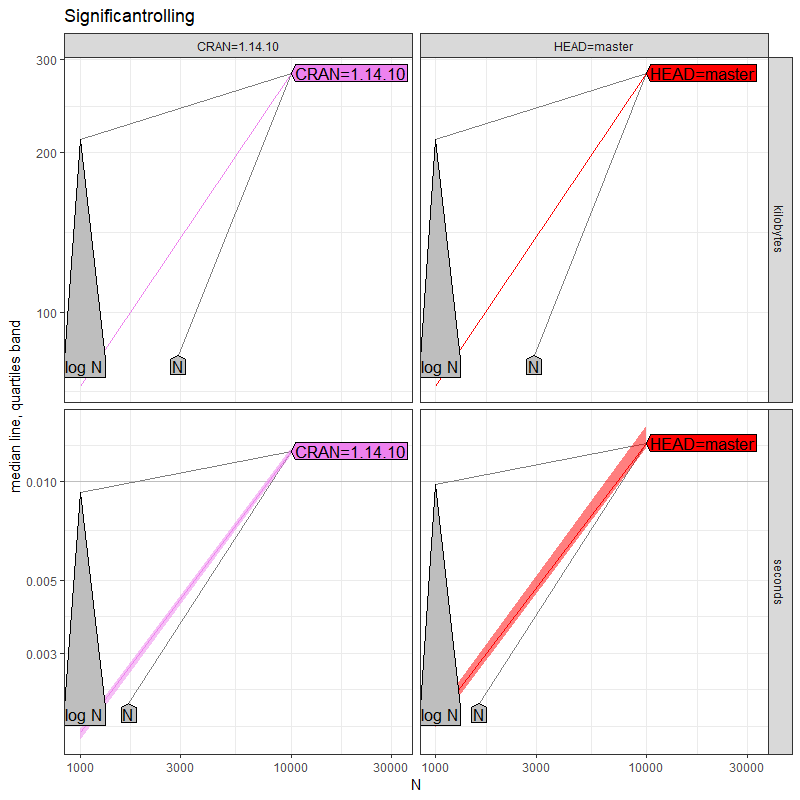 Significantrolling
CRAN=1.14.10
HEAD=master
300
200
100
CRAN=1.14.10
HEAD=master
log N
N
log N
N
kilobytes
median line, quartiles band
0.010
0.005
0.003
CRAN=1.14.10
HEAD=master
log N
N
log N
N
seconds
1000 3000 10000 30000
1000 3000 10000 30000
N